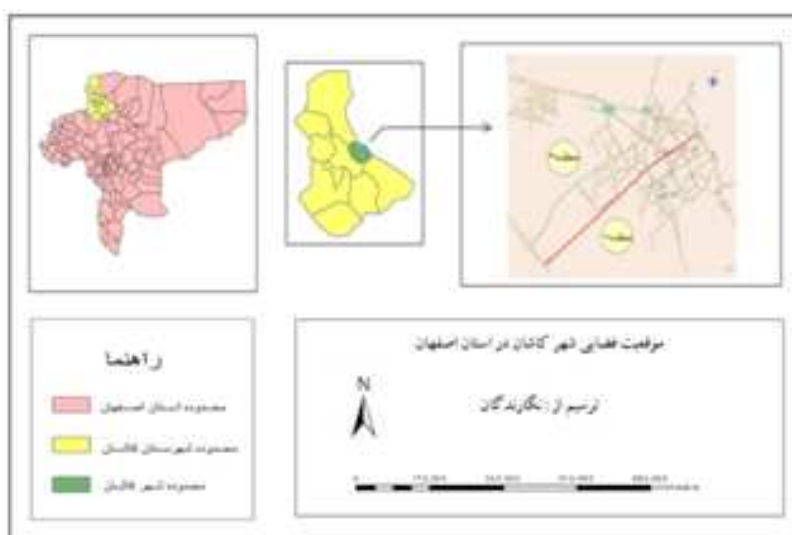 راهنما
محدوده استان اصفهان
محدوده شهرستان کاشان
محدوده شهر کاشان
موقعیت فضایی شهر کاشان در استان اصفهان
N
ترسیم از: نگارندگان
0